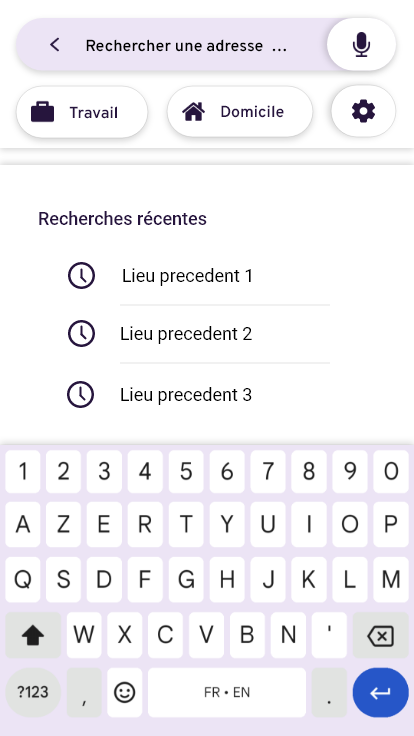 Rechercher une adresse ...
Travail Domicile
Recherches récentes
Lieu precedent 1
Lieu precedent 2
Lieu precedent 3
1 2 3 4 5 6 7 8 9 0
A Z E R T Y U I O P
Q S D F G H J K L M
W X C V B N '
?123 , FR • EN .